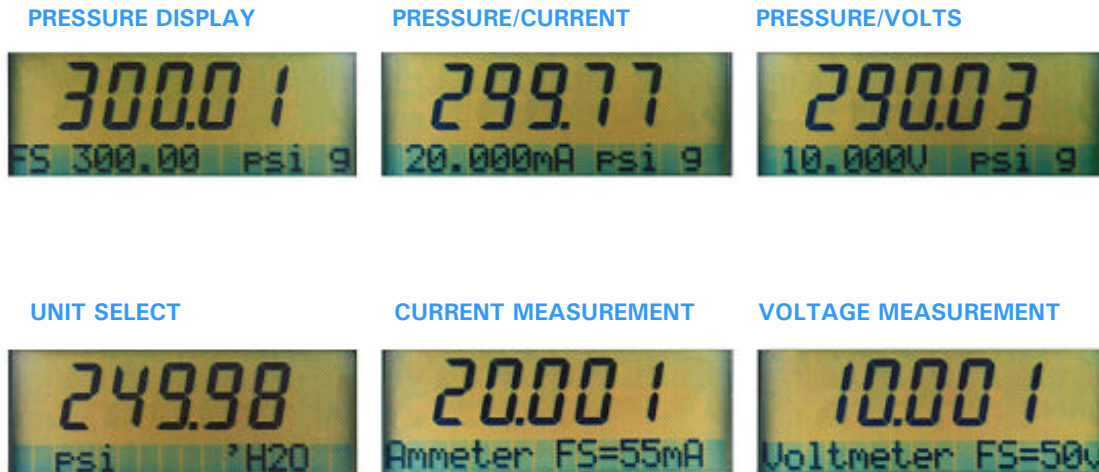 PRESSURE DISPLAY
300.01
FS 300.00 psi g
PRESSURE/CURRENT
299.77
20.000mA psi g
PRESSURE/VOLTS
290.03
10.000V psi g
UNIT SELECT
249.98
psi 'H2O
CURRENT MEASUREMENT
20.001
Ammeter FS=55mA
VOLTAGE MEASUREMENT
10.001
Voltmeter FS=50v